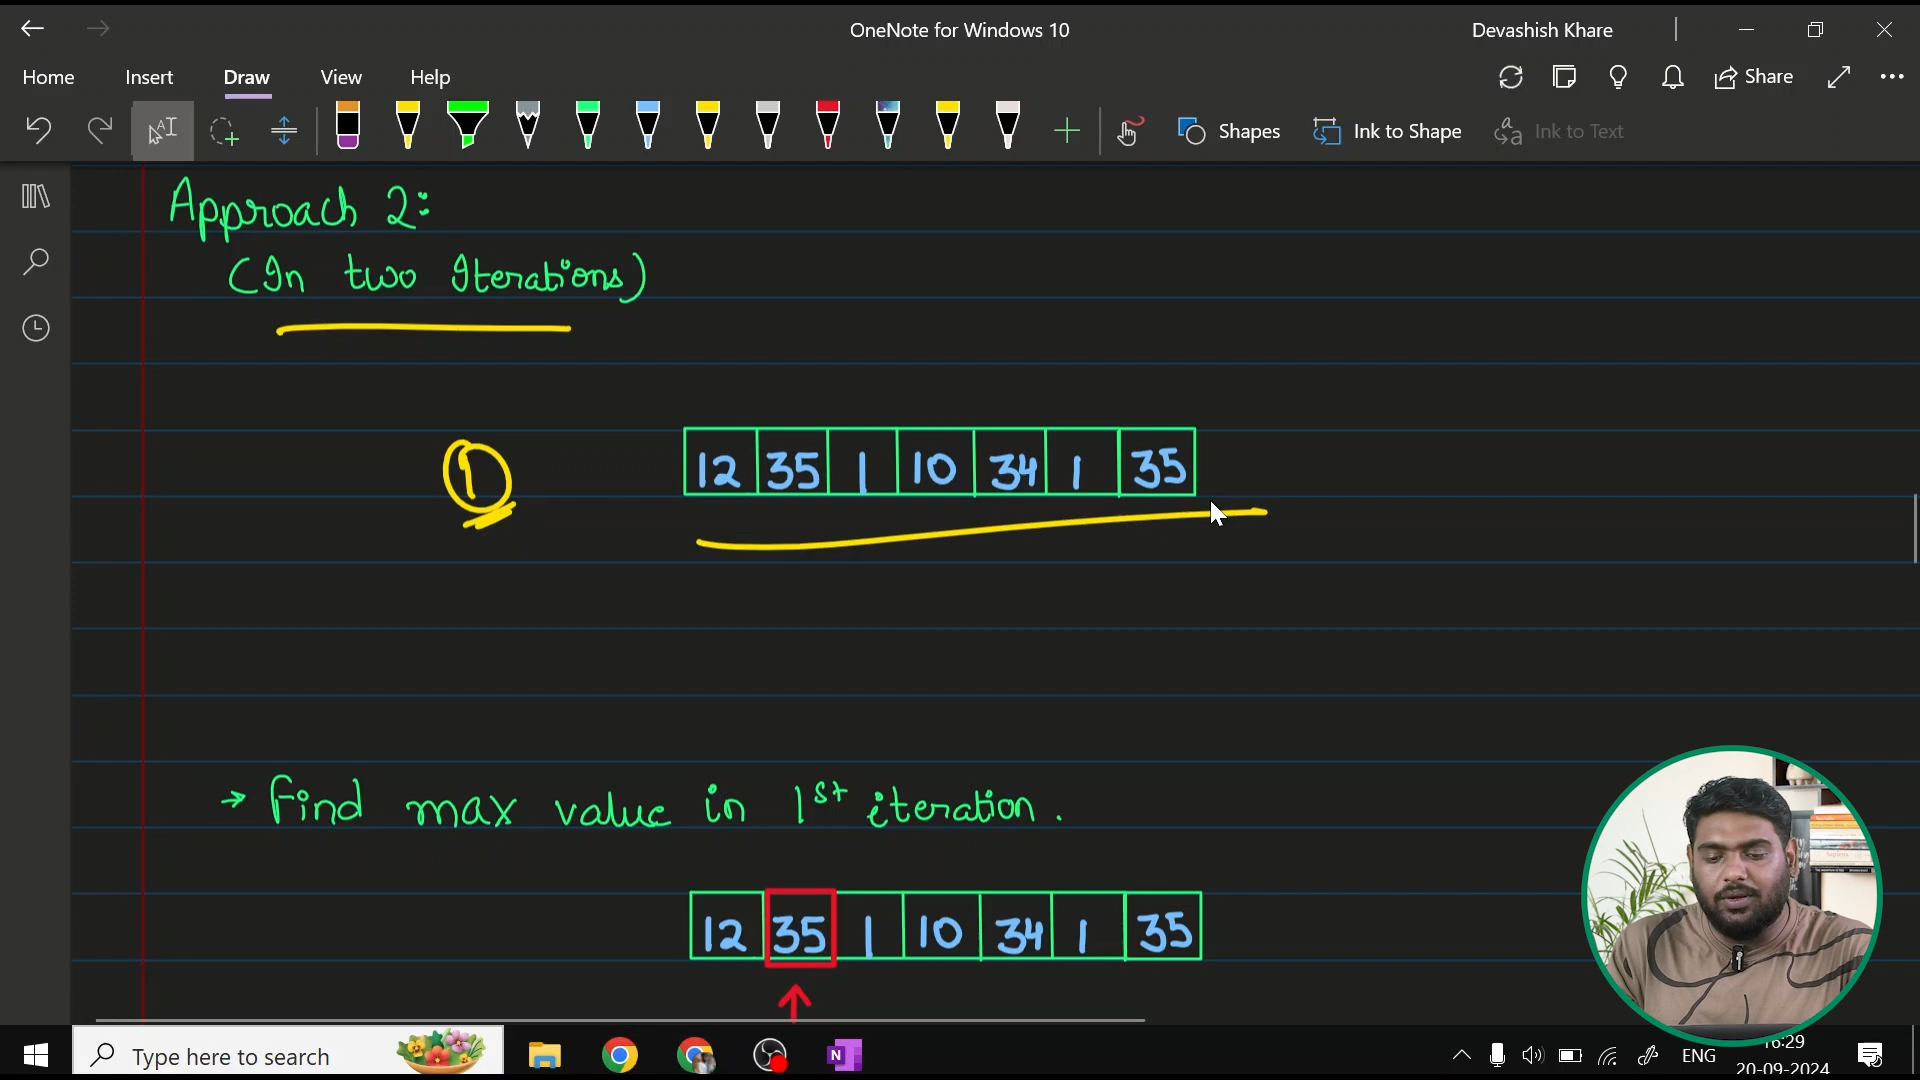 OneNote for Windows 10
Devashish Khare
Home Insert Draw View Help
Share
Shapes Ink to Shape Ink to Text
Approach 2:
(In two Iterations)
1
12 35 1 10 34 1 35
→ Find max value in 1st iteration.
12 35 1 10 34 1 35
Type here to search
N
ENG
16:29
20-09-2024